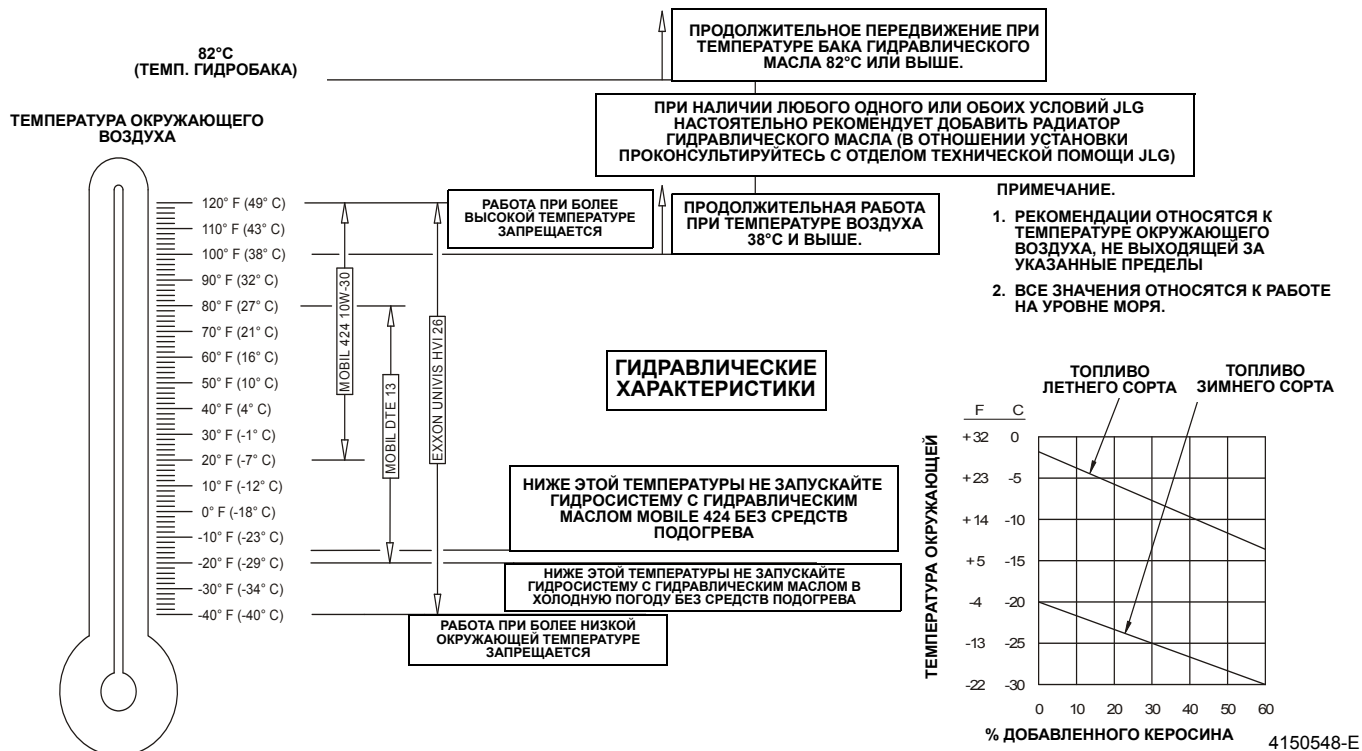 82°C
(ТЕМП. ГИДРОБАКА)
ПРОДОЛЖИТЕЛЬНОЕ ПЕРЕДВИЖЕНИЕ ПРИ
ТЕМПЕРАТУРЕ БАКА ГИДРАВЛИЧЕСКОГО
МАСЛА 82°C ИЛИ ВЫШЕ.
ТЕМПЕРАТУРА ОКРУЖАЮЩЕГО
ВОЗДУХА
ПРИ НАЛИЧИИ ЛЮБОГО ОДНОГО ИЛИ ОБОИХ УСЛОВИЙ JLG
НАСТОЯТЕЛЬНО РЕКОМЕНДУЕТ ДОБАВИТЬ РАДИАТОР
ГИДРАВЛИЧЕСКОГО МАСЛА (В ОТНОШЕНИИ УСТАНОВКИ
ПРОКОНСУЛЬТИРУЙТЕСЬ С ОТДЕЛОМ ТЕХНИЧЕСКОЙ ПОМОЩИ JLG)
120° F (49° C)
110° F (43° C)
100° F (38° C)
90° F (32° C)
80° F (27° C)
70° F (21° C)
60° F (16° C)
50° F (10° C)
40° F (4° C)
30° F (-1° C)
20° F (-7° C)
10° F (-12° C)
0° F (-18° C)
-10° F (-23° C)
-20° F (-29° C)
-30° F (-34° C)
-40° F (-40° C)
MOBIL 424 10W-30
MOBIL DTE 13
EXXON UNIVIS HVI 26
РАБОТА ПРИ БОЛЕЕ
ВЫСОКОЙ ТЕМПЕРАТУРЕ
ЗАПРЕЩАЕТСЯ
ПРОДОЛЖИТЕЛЬНАЯ РАБОТА
ПРИ ТЕМПЕРАТУРЕ ВОЗДУХА
38°C И ВЫШЕ.
ПРИМЕЧАНИЕ.
1. РЕКОМЕНДАЦИИ ОТНОСЯТСЯ К
ТЕМПЕРАТУРЕ ОКРУЖАЮЩЕГО
ВОЗДУХА, НЕ ВЫХОДЯЩЕЙ ЗА
УКАЗАННЫЕ ПРЕДЕЛЫ
2. ВСЕ ЗНАЧЕНИЯ ОТНОСЯТСЯ К РАБОТЕ
НА УРОВНЕ МОРЯ.
ГИДРАВЛИЧЕСКИЕ
ХАРАКТЕРИСТИКИ
НИЖЕ ЭТОЙ ТЕМПЕРАТУРЫ НЕ ЗАПУСКАЙТЕ
ГИДРОСИСТЕМУ С ГИДРАВЛИЧЕСКИМ
МАСЛОМ MOBILE 424 БЕЗ СРЕДСТВ
ПОДОГРЕВА
НИЖЕ ЭТОЙ ТЕМПЕРАТУРЫ НЕ ЗАПУСКАЙТЕ
ГИДРОСИСТЕМУ С ГИДРАВЛИЧЕСКИМ МАСЛОМ В
ХОЛОДНУЮ ПОГОДУ БЕЗ СРЕДСТВ ПОДОГРЕВА
РАБОТА ПРИ БОЛЕЕ НИЗКОЙ
ОКРУЖАЮЩЕЙ ТЕМПЕРАТУРЕ
ЗАПРЕЩАЕТСЯ
ТОПЛИВО
ЛЕТНЕГО СОРТА
ТОПЛИВО
ЗИМНЕГО СОРТА
ТЕМПЕРАТУРА ОКРУЖАЮЩЕЙ
F C
+32 0
+23 -5
+14 -10
+5 -15
-4 -20
-13 -25
-22 -30
0 10 20 30 40 50 60
% ДОБАВЛЕННОГО КЕРОСИНА
4150548-E